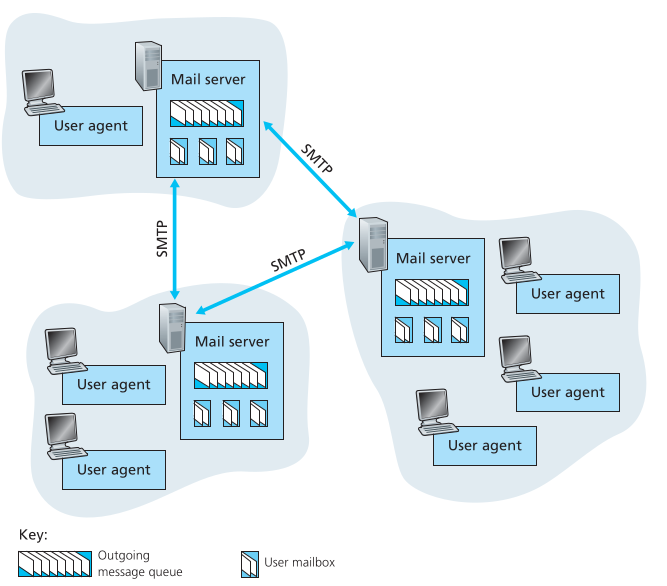 Mail server
User agent
SMTP
SMTP
SMTP
Mail server
User agent
User agent
User agent
Mail server
User agent
User agent
Key:
Outgoing
message queue
User mailbox